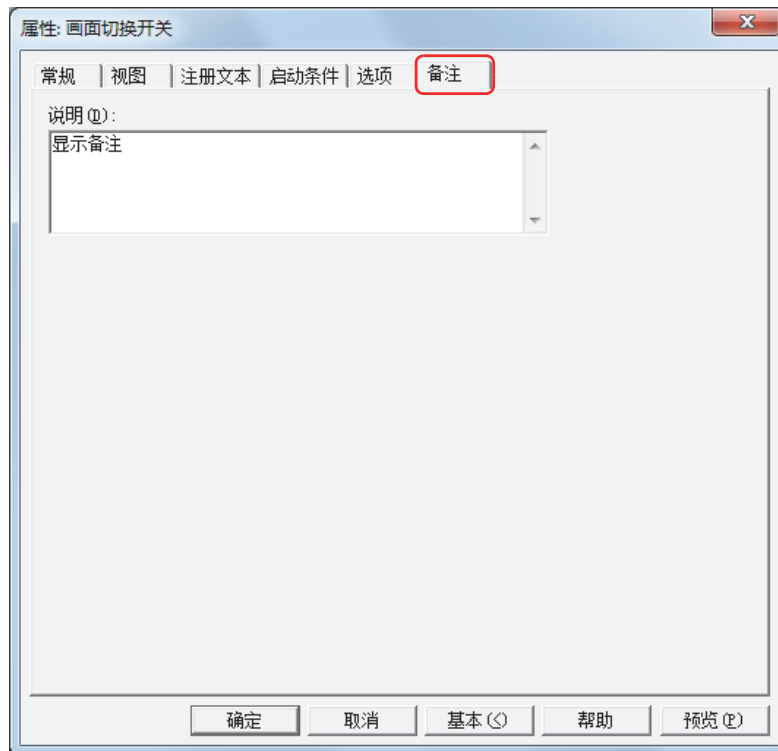 属性: 画面切换开关
常规 视图 注册文本 启动条件 选项 备注
说明(D):
显示备注
确定 取消 基本(<) 帮助 预览(P)